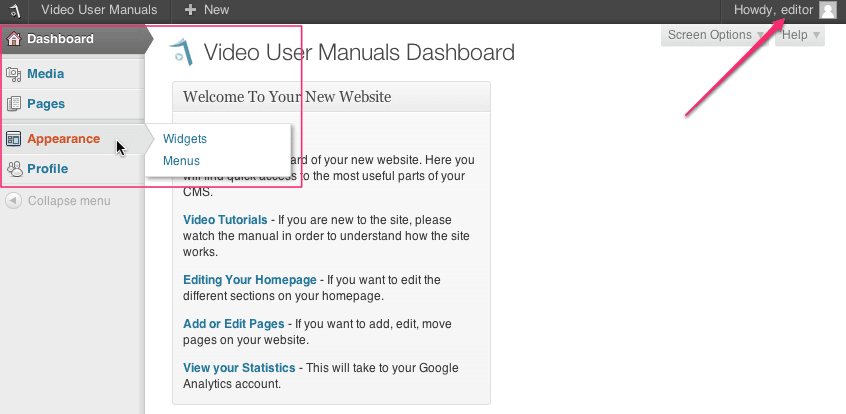 Video User Manuals
New
Howdy, editor
Screen Options
Help
Dashboard
Media
Pages
Appearance
Profile
Collapse menu
Widgets
Menus
Video User Manuals Dashboard
Welcome To Your New Website
ard of your new website. Here you
will find quick access to the most useful parts of your
CMS.
Video Tutorials - If you are new to the site, please
watch the manual in order to understand how the site
works.
Editing Your Homepage - If you want to edit the
different sections on your homepage.
Add or Edit Pages - If you want to add, edit, move
pages on your website.
View your Statistics - This will take to your Google
Analytics account.